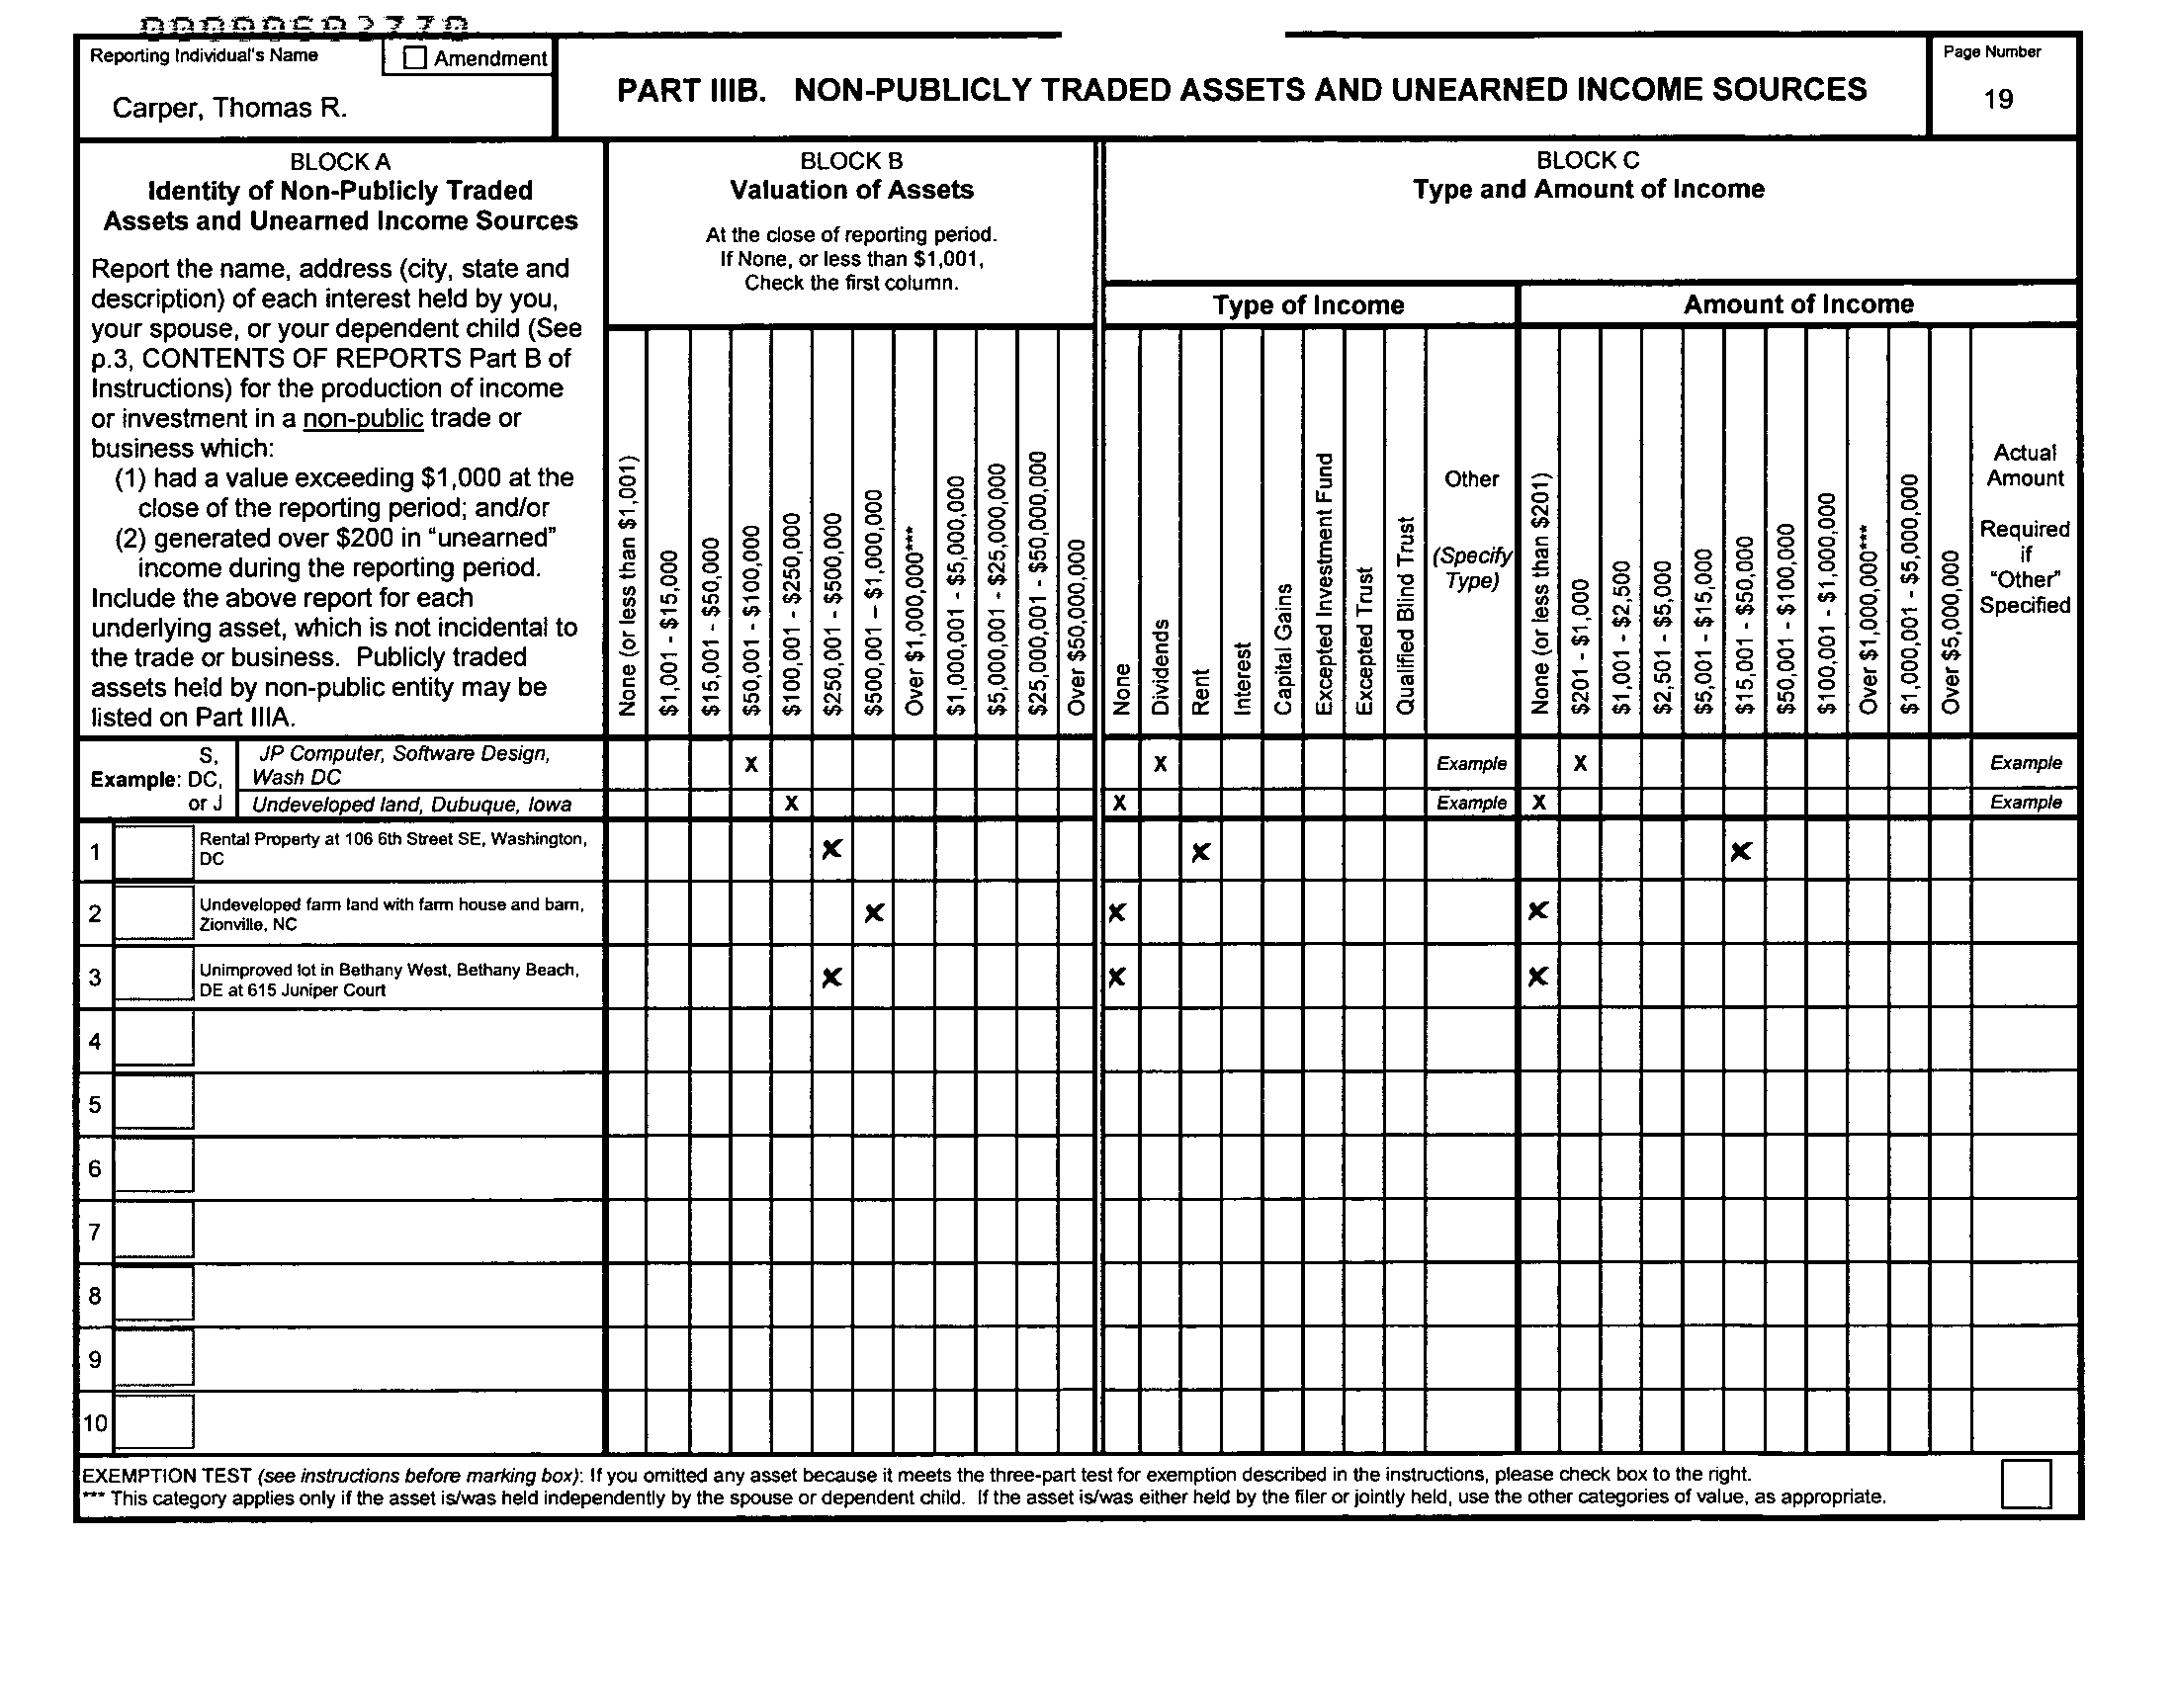 Reporting Individual's Name
☐ Amendment
Carper, Thomas R.
PART IIIB. NON-PUBLICLY TRADED ASSETS AND UNEARNED INCOME SOURCES
Page Number
19
BLOCK A
Identity of Non-Publicly Traded
Assets and Unearned Income Sources
Report the name, address (city, state and
description) of each interest held by you,
your spouse, or your dependent child (See
p.3, CONTENTS OF REPORTS Part B of
Instructions) for the production of income
or investment in a non-public trade or
business which:
(1) had a value exceeding $1,000 at the
close of the reporting period; and/or
(2) generated over $200 in "unearned"
income during the reporting period.
Include the above report for each
underlying asset, which is not incidental to
the trade or business. Publicly traded
assets held by non-public entity may be
listed on Part IIIA.
BLOCK B
Valuation of Assets
At the close of reporting period.
If None, or less than $1,001,
Check the first column.
None (or less than $1,001)
$1,001 - $15,000
$15,001 - $50,000
$50,001 - $100,000
$100,001 - $250,000
$250,001 - $500,000
$500,001 – $1,000,000
Over $1,000,000***
$1,000,001 - $5,000,000
$5,000,001 - $25,000,000
$25,000,001 - $50,000,000
Over $50,000,000
BLOCK C
Type and Amount of Income
Type of Income
None
Dividends
Rent
Interest
Capital Gains
Excepted Investment Fund
Excepted Trust
Qualified Blind Trust
Other
(Specify
Type)
Amount of Income
None (or less than $201)
$201 - $1,000
$1,001 - $2,500
$2,501 - $5,000
$5,001 - $15,000
$15,001 - $50,000
$50,001 - $100,000
$100,001 - $1,000,000
Over $1,000,000***
$1,000,001 - $5,000,000
Over $5,000,000
Actual
Amount
Required
if
"Other"
Specified
Example:
S,
DC,
or J
JP Computer, Software Design,
Wash DC
X X Example X Example
Undeveloped land, Dubuque, Iowa X X Example X Example
1 Rental Property at 106 6th Street SE, Washington,
DC
X X X
2 Undeveloped farm land with farm house and barn,
Zionville, NC
X X X
3 Unimproved lot in Bethany West, Bethany Beach,
DE at 615 Juniper Court
X X X
4
5
6
7
8
9
10
EXEMPTION TEST (see instructions before marking box): If you omitted any asset because it meets the three-part test for exemption described in the instructions, please check box to the right.
*** This category applies only if the asset is/was held independently by the spouse or dependent child. If the asset is/was either held by the filer or jointly held, use the other categories of value, as appropriate.